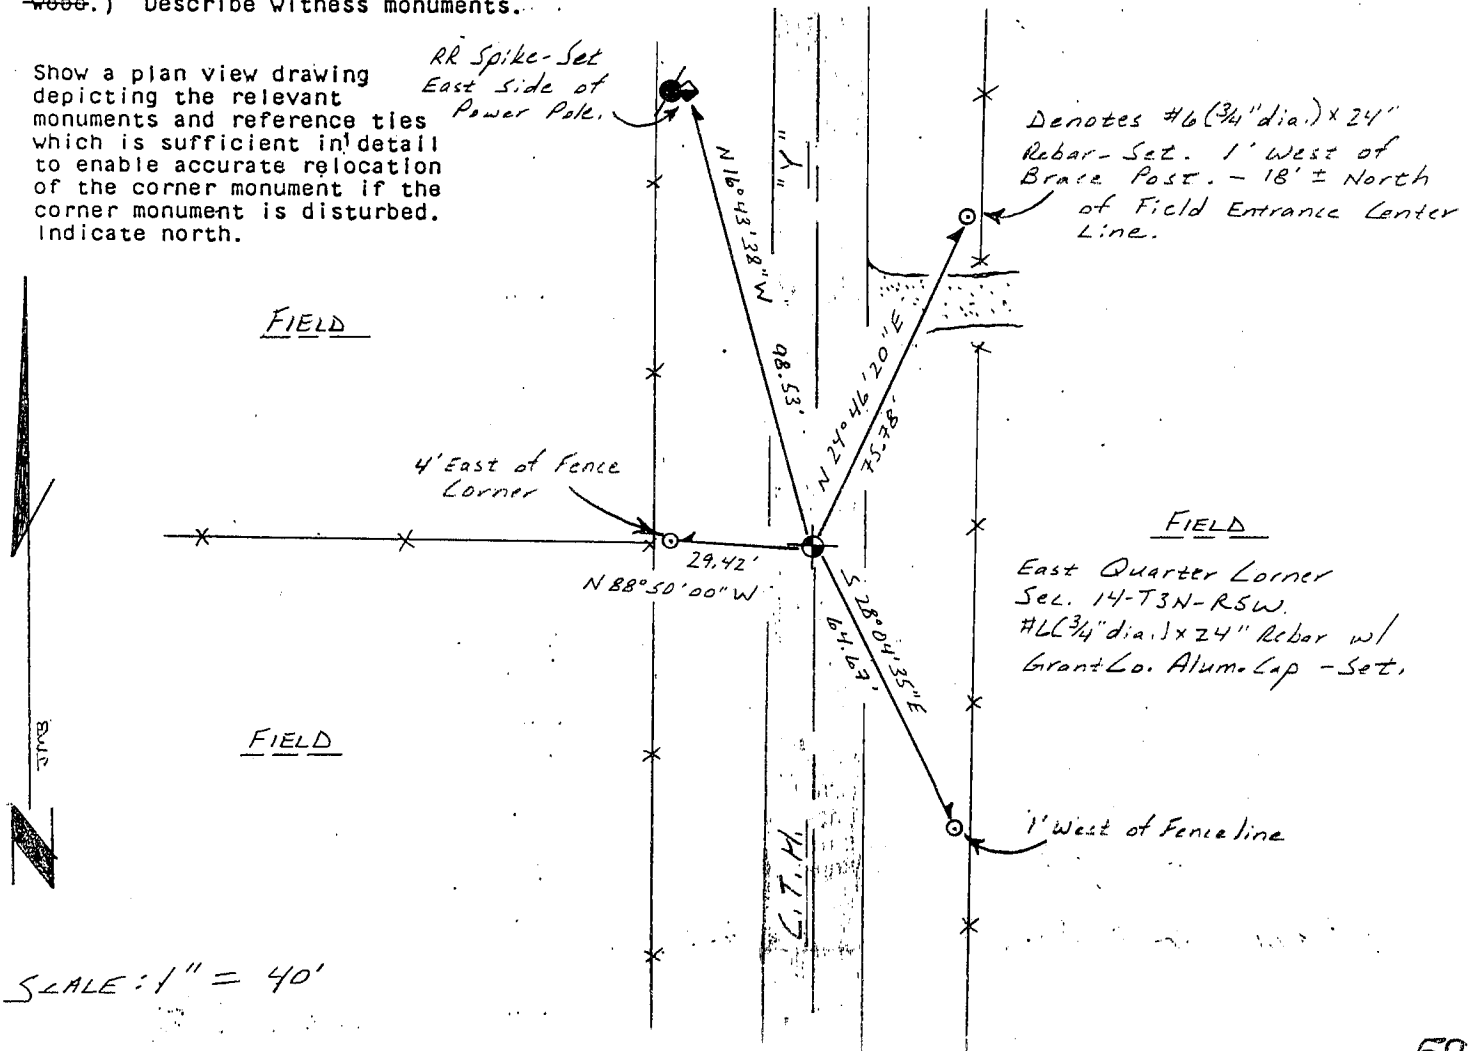 wood.) Describe witness monuments.
Show a plan view drawing
depicting the relevant
monuments and reference ties
which is sufficient in detail
to enable accurate relocation
of the corner monument if the
corner monument is disturbed.
Indicate north.
RR Spike-Set
East Side of
Power Pole.
Denotes #6 (3/4" dia.) x 24"
Rebar - Set. 1' West of
Brace Post. - 18' ± North
of Field Entrance Center
Line.
"Y"
N 16° 43' 38" W
98.53'
N 24° 46' 20" E
75.78'
FIELD
4' East of Fence
Corner
29.42'
N 88° 50' 00" W
S 28° 04' 35" E
64.67'
FIELD
East Quarter Corner
Sec. 14-T3N-R5W.
#6 (3/4" dia.) x 24" Rebar w/
Grant Co. Alum. Cap - Set.
FIELD
1' West of Fence line
C.T.H.
N
SCALE: 1" = 40'